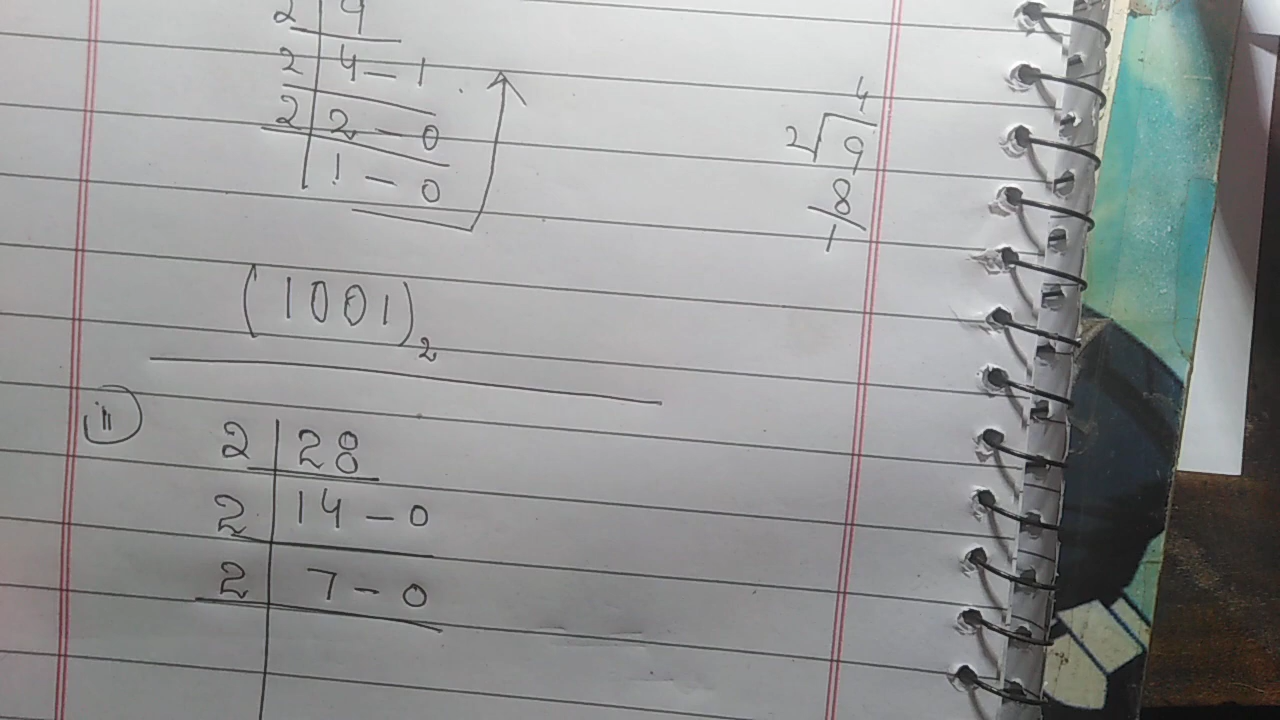 2 | 9
2 | 4 - 1
2 | 2 - 0
1 - 0
4
2 √9
8
1
(1001)2
ii
2 | 28
2 | 14 - 0
2 | 7 - 0